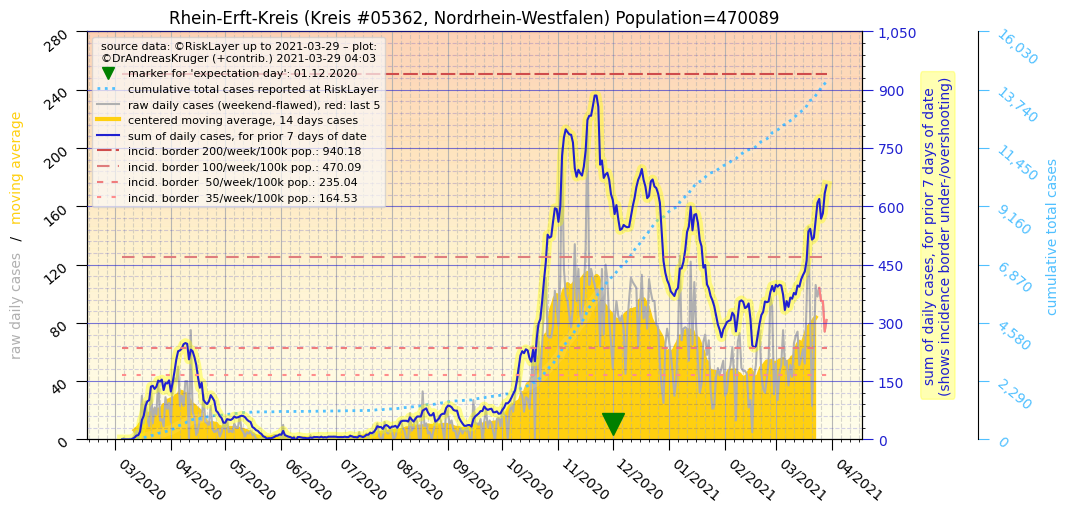 Rhein-Erft-Kreis (Kreis #05362, Nordrhein-Westfalen) Population=470089
source data: ©RiskLayer up to 2021-03-29 – plot:
©DrAndreasKruger (+contrib.) 2021-03-29 04:03
marker for 'expectation day': 01.12.2020
cumulative total cases reported at RiskLayer
raw daily cases (weekend-flawed), red: last 5
centered moving average, 14 days cases
sum of daily cases, for prior 7 days of date
incid. border 200/week/100k pop.: 940.18
incid. border 100/week/100k pop.: 470.09
incid. border  50/week/100k pop.: 235.04
incid. border  35/week/100k pop.: 164.53
raw daily cases / moving average
280
240
200
160
120
80
40
0
03/2020
04/2020
05/2020
06/2020
07/2020
08/2020
09/2020
10/2020
11/2020
12/2020
01/2021
02/2021
03/2021
04/2021
1,050
900
750
600
450
300
150
0
sum of daily cases, for prior 7 days of date
(shows incidence border under-/overshooting)
16,030
13,740
11,450
9,160
6,870
4,580
2,290
0
cumulative total cases